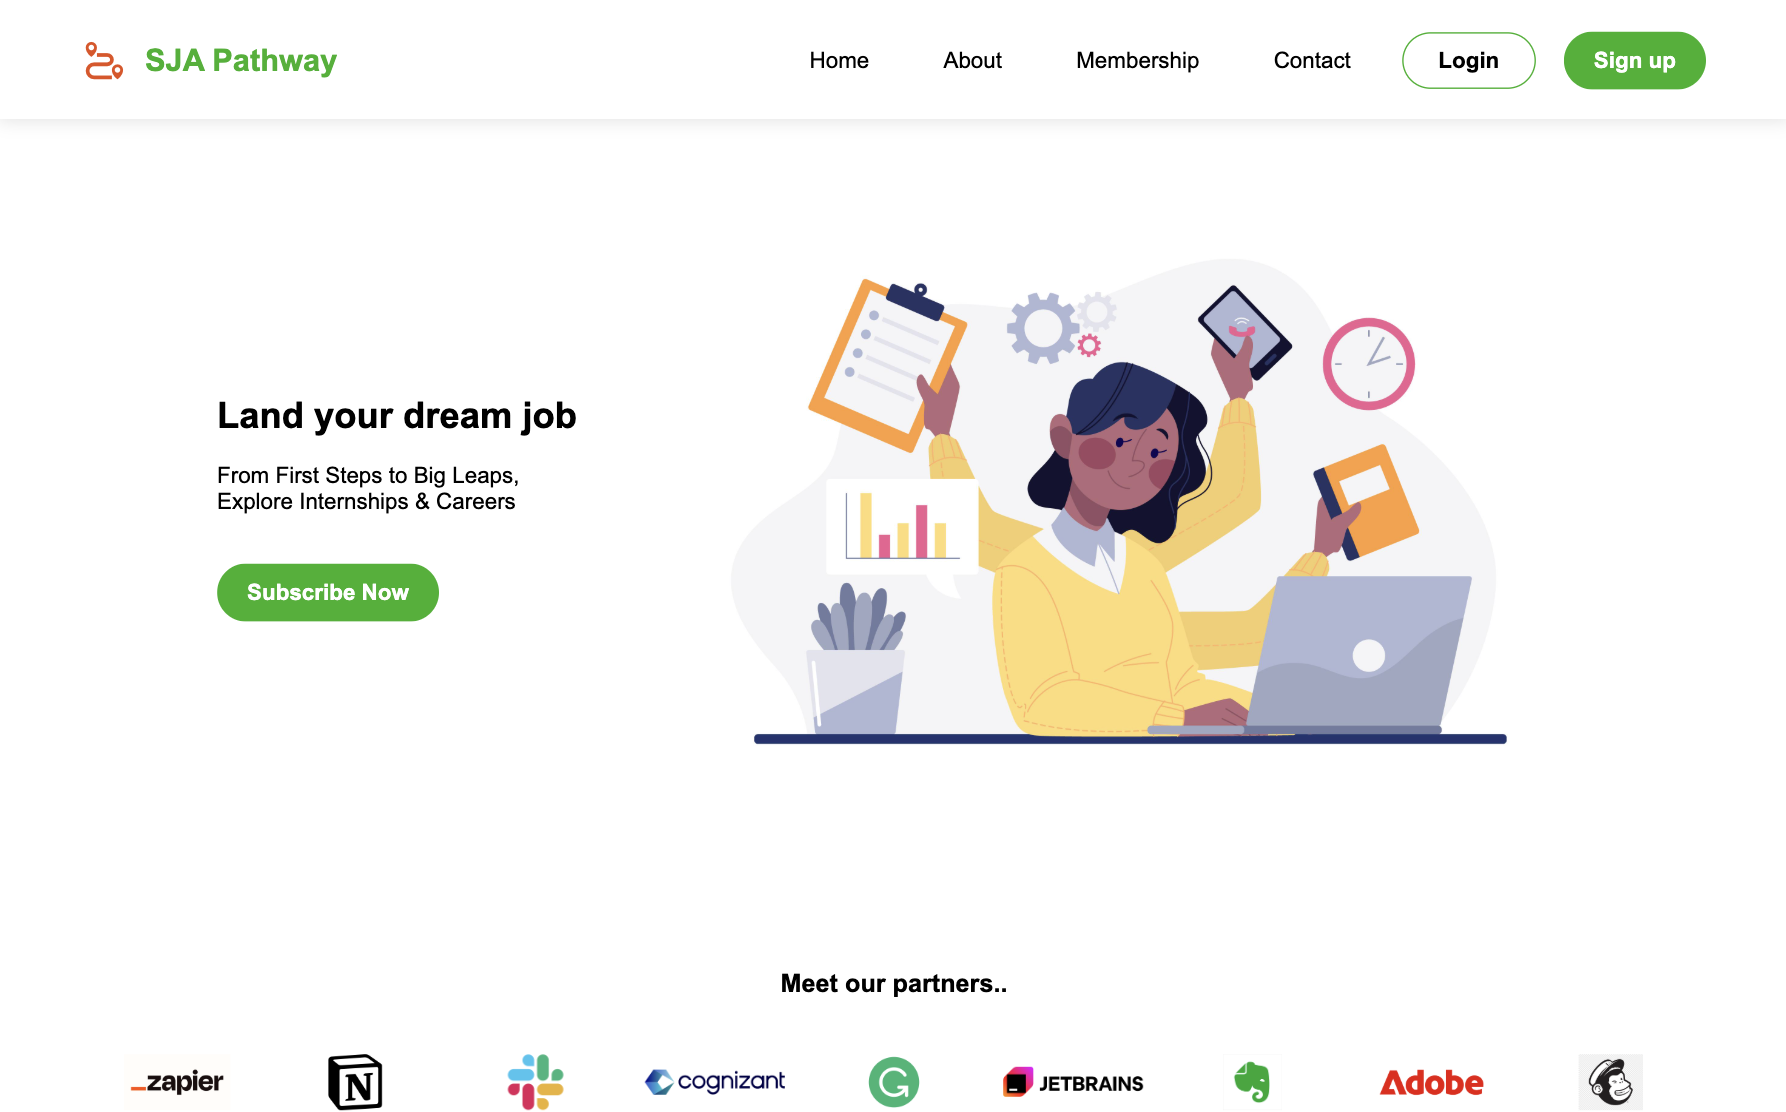 SJA Pathway
Home
About
Membership
Contact
Login
Sign up
Land your dream job
From First Steps to Big Leaps,
Explore Internships & Careers
Subscribe Now
Meet our partners..
_zapier
N
cognizant
G
JETBRAINS
Adobe